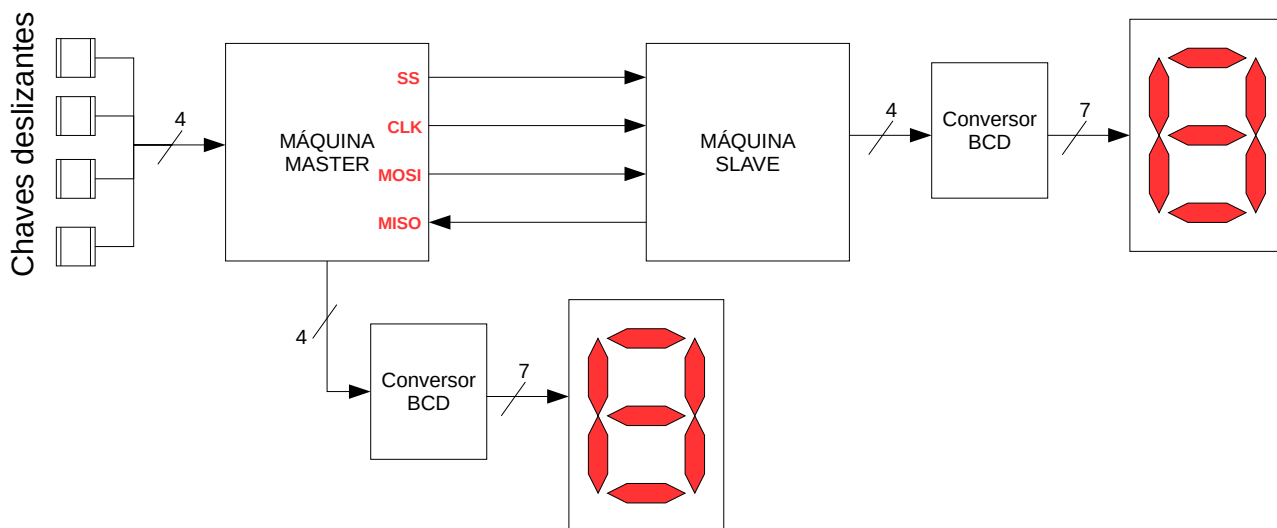 Chaves deslizantes
4
MÁQUINA
MASTER
SS
CLK
MOSI
MISO
MÁQUINA
SLAVE
4
Conversor
BCD
7
4
Conversor
BCD
7